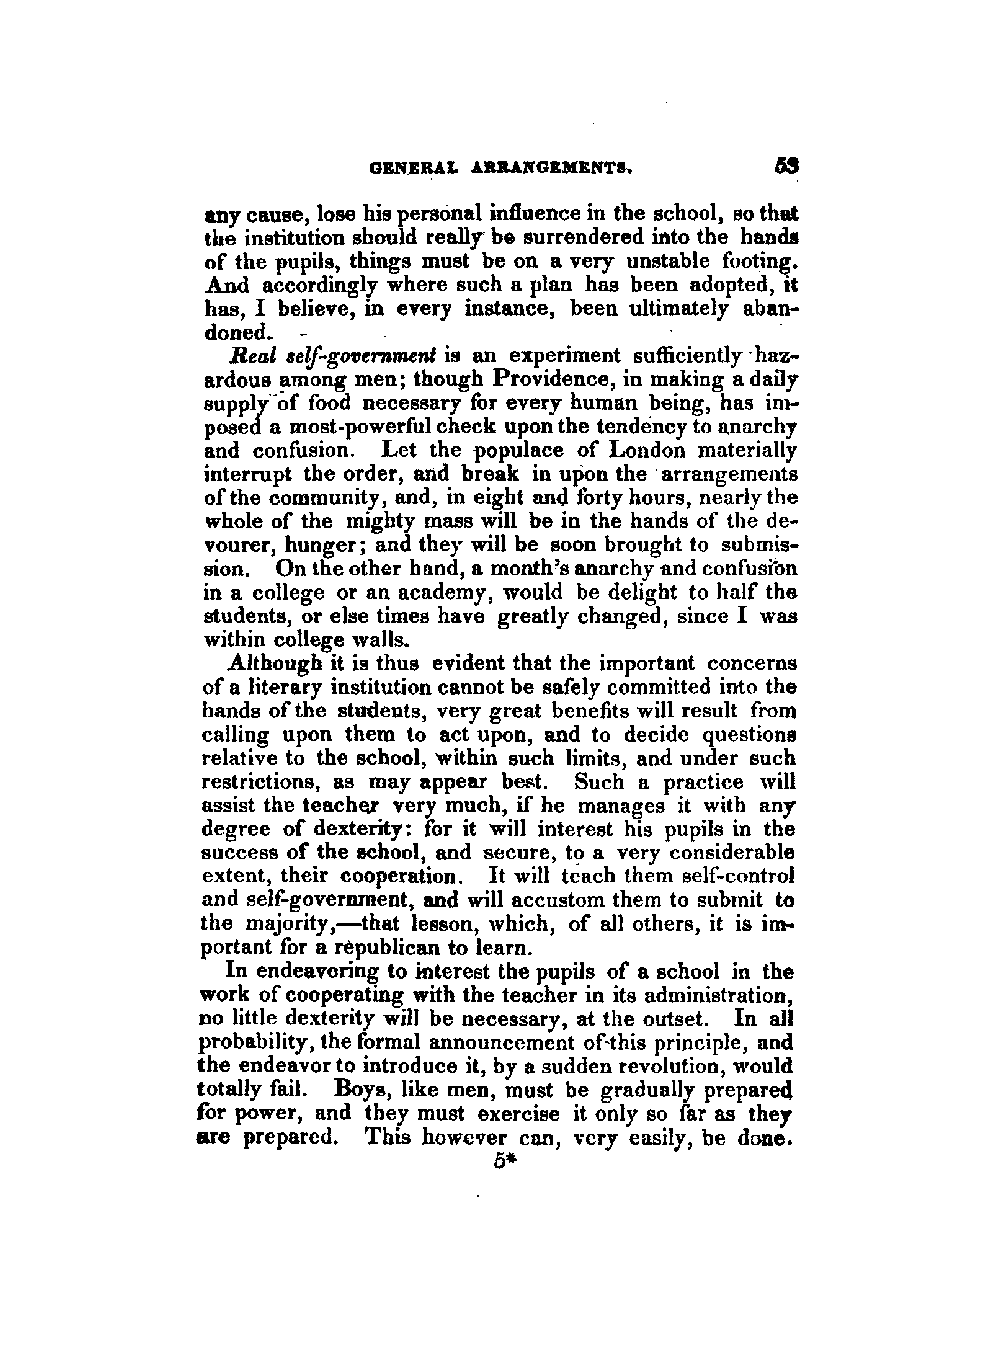 GENERAL ARRANGEMENTS. 53
any cause, lose his personal influence in the school, so that
the institution should really be surrendered into the hands
of the pupils, things must be on a very unstable footing.
And accordingly where such a plan has been adopted, it
has, I believe, in every instance, been ultimately aban-
doned.
Real self-government is an experiment sufficiently haz-
ardous among men; though Providence, in making a daily
supply of food necessary for every human being, has im-
posed a most-powerful check upon the tendency to anarchy
and confusion. Let the populace of London materially
interrupt the order, and break in upon the arrangements
of the community, and, in eight and forty hours, nearly the
whole of the mighty mass will be in the hands of the de-
vourer, hunger; and they will be soon brought to submis-
sion. On the other hand, a month's anarchy and confusion
in a college or an academy, would be delight to half the
students, or else times have greatly changed, since I was
within college walls.
Although it is thus evident that the important concerns
of a literary institution cannot be safely committed into the
hands of the students, very great benefits will result from
calling upon them to act upon, and to decide questions
relative to the school, within such limits, and under such
restrictions, as may appear best. Such a practice will
assist the teacher very much, if he manages it with any
degree of dexterity: for it will interest his pupils in the
success of the school, and secure, to a very considerable
extent, their cooperation. It will teach them self-control
and self-government, and will accustom them to submit to
the majority,—that lesson, which, of all others, it is im-
portant for a republican to learn.
In endeavoring to interest the pupils of a school in the
work of cooperating with the teacher in its administration,
no little dexterity will be necessary, at the outset. In all
probability, the formal announcement of this principle, and
the endeavor to introduce it, by a sudden revolution, would
totally fail. Boys, like men, must be gradually prepared
for power, and they must exercise it only so far as they
are prepared. This however can, very easily, be done.
5*